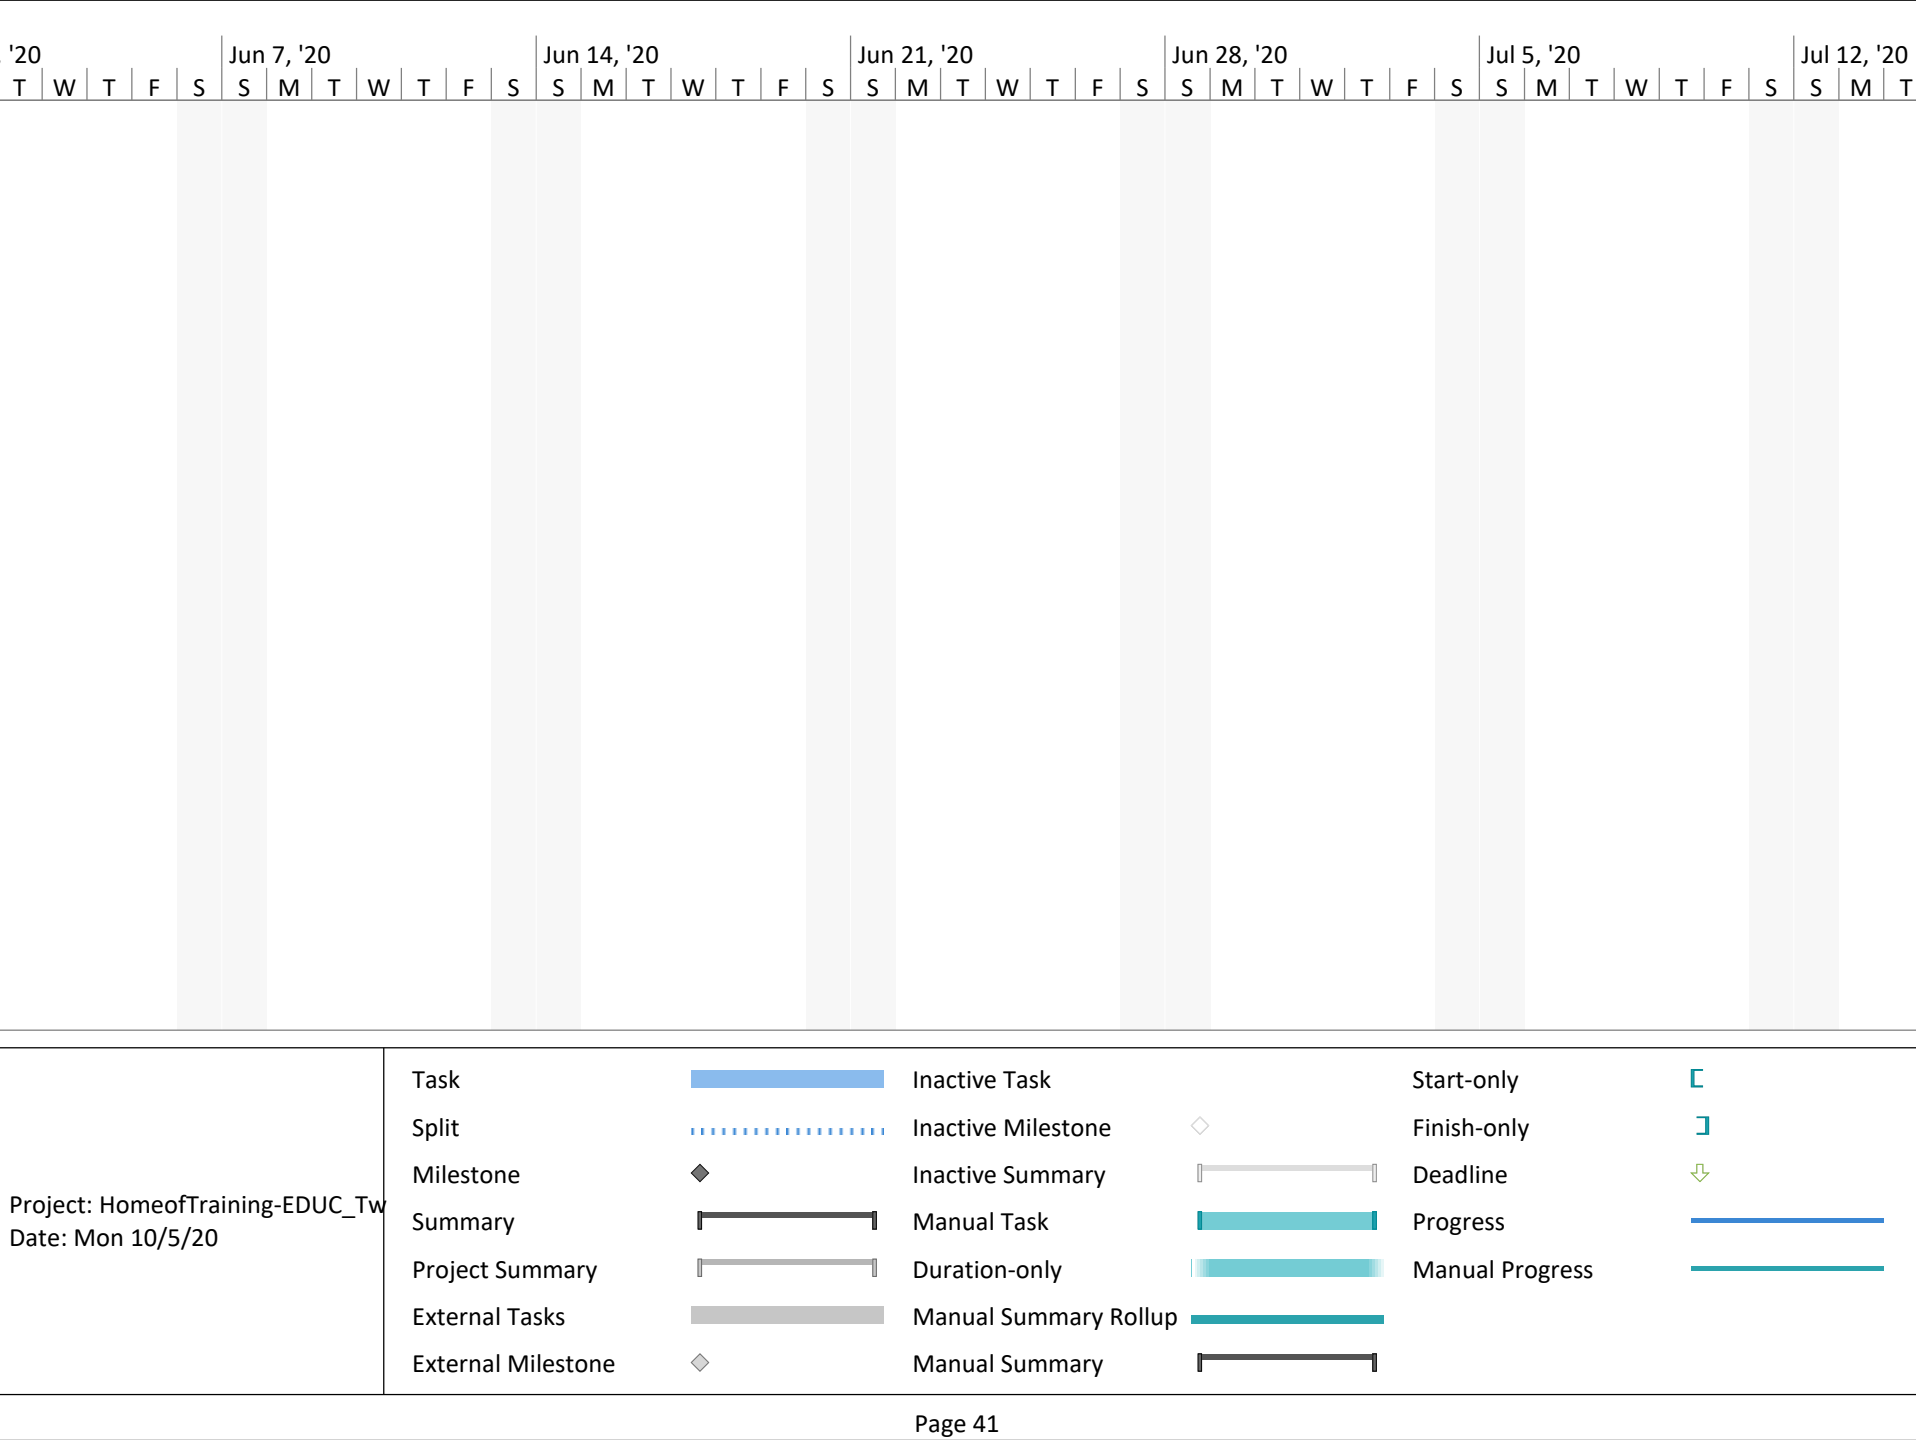 '20 Jun 7, '20 Jun 14, '20 Jun 21, '20 Jun 28, '20 Jul 5, '20 Jul 12, '20
T W T F S S M T W T F S S M T W T F S S M T W T F S S M T W T F S S M T W T F S S M T
Project: HomeofTraining-EDUC_Tw
Date: Mon 10/5/20
Task
Split
Milestone
Summary
Project Summary
External Tasks
External Milestone
Inactive Task
Inactive Milestone
Inactive Summary
Manual Task
Duration-only
Manual Summary Rollup
Manual Summary
Start-only
Finish-only
Deadline
Progress
Manual Progress
Page 41